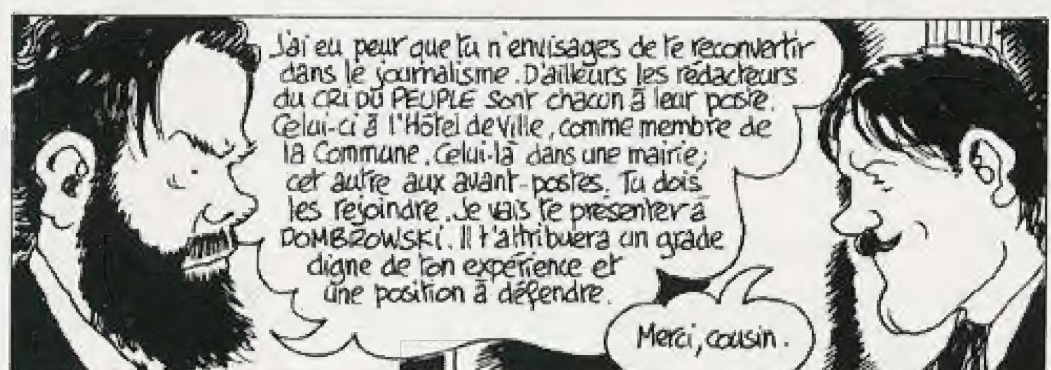 J'ai eu peur que tu n'envisages de te reconvertir
dans le journalisme. D'ailleurs les rédacteurs
du CRI DU PEUPLE sont chacun à leur poste.
Celui-ci à l'Hôtel de Ville, comme membre de
la Commune. Celui-là dans une mairie;
cet autre aux avant-postes. Tu dois
les rejoindre. Je vais te présenter à
DOMBROWSKI. Il t'attribuera un grade
digne de ton expérience et
une position à défendre.
Merci, cousin.